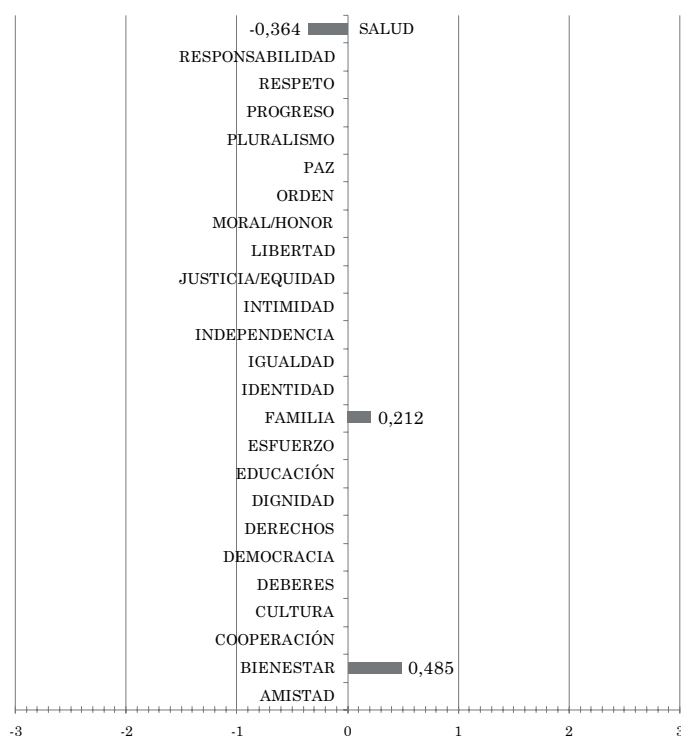 -0,364 SALUD
RESPONSABILIDAD
RESPETO
PROGRESO
PLURALISMO
PAZ
ORDEN
MORAL/HONOR
LIBERTAD
JUSTICIA/EQUIDAD
INTIMIDAD
INDEPENDENCIA
IGUALDAD
IDENTIDAD
FAMILIA 0,212
ESFUERZO
EDUCACIÓN
DIGNIDAD
DERECHOS
DEMOCRACIA
DEBERES
CULTURA
COOPERACIÓN
BIENESTAR 0,485
AMISTAD
-3 -2 -1 0 1 2 3